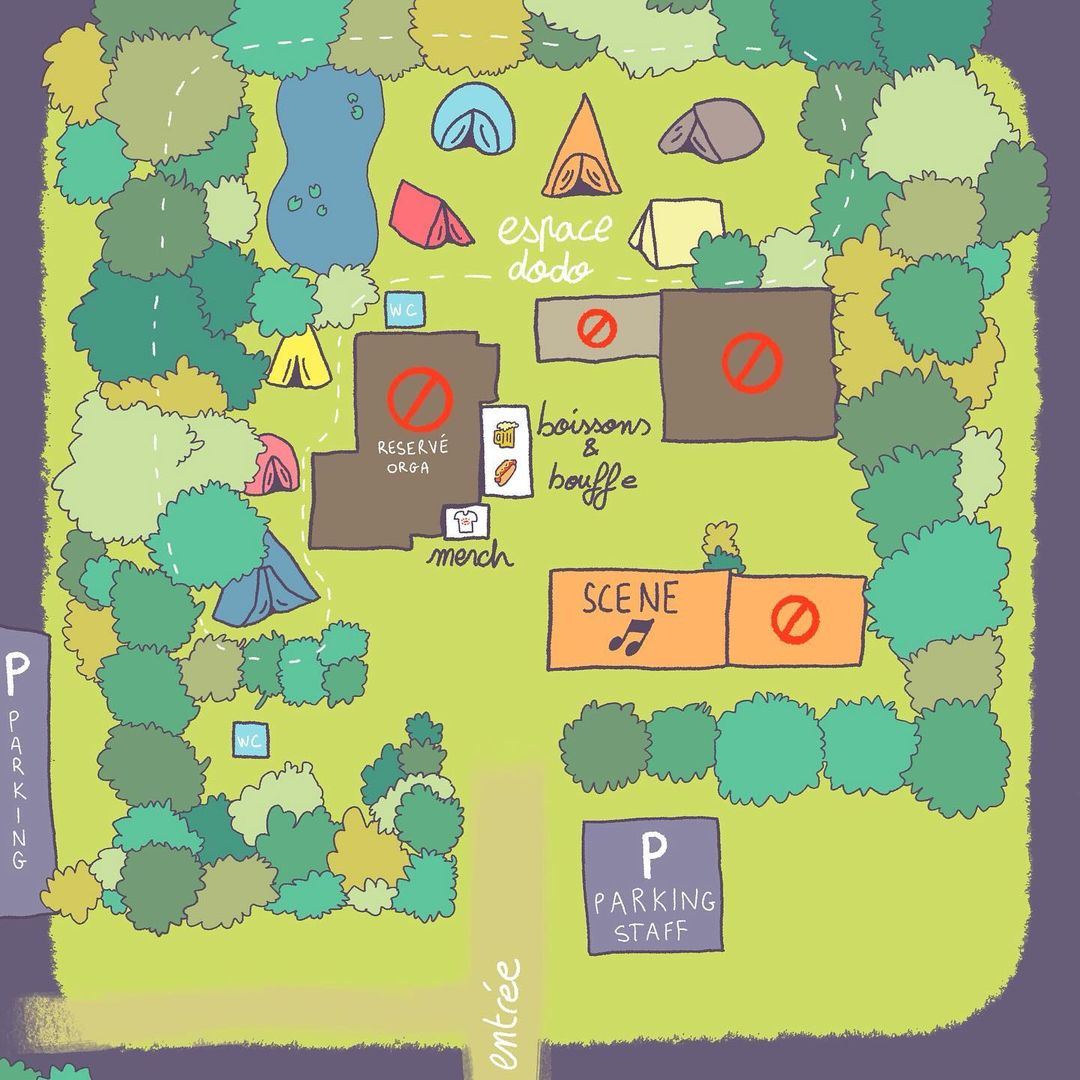 espace
dodo
WC
RESERVÉ
ORGA
boissons
&
bouffe
merch
SCENE
P
PARKING
WC
P
PARKING
STAFF
entrée